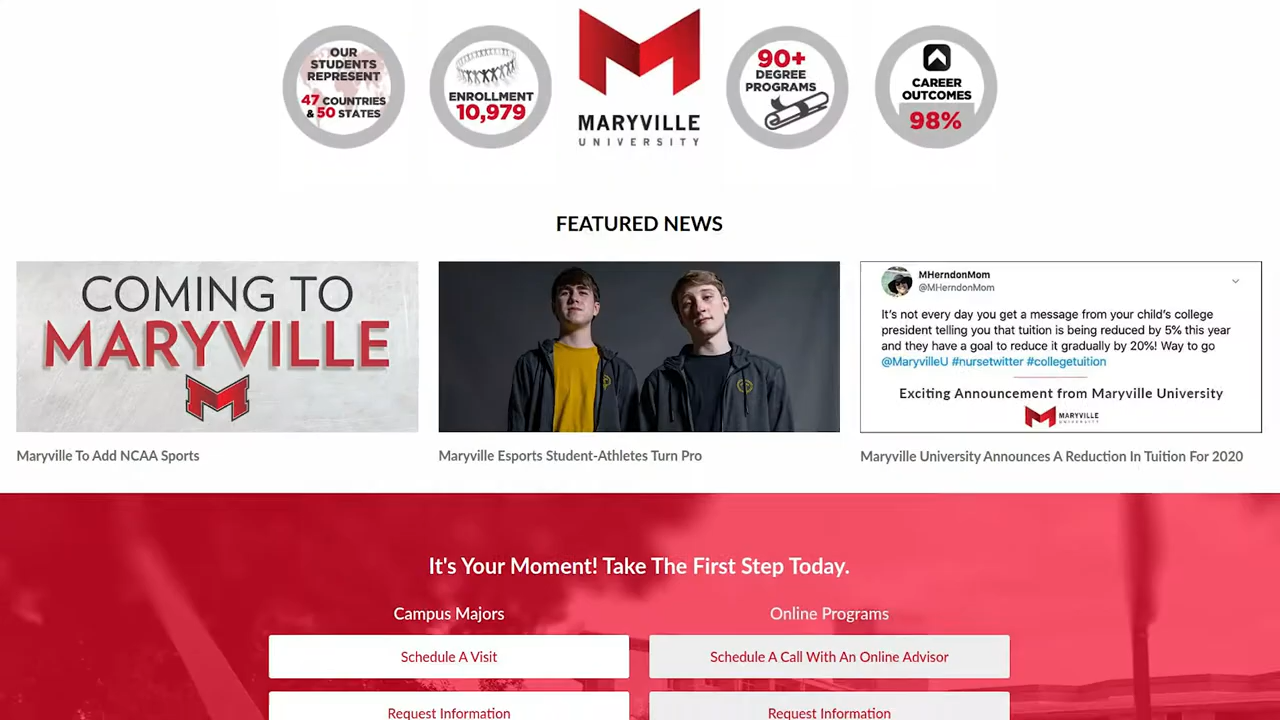 OUR
STUDENTS
REPRESENT
47 COUNTRIES
& 50 STATES
ENROLLMENT
10,979
MARYVILLE
UNIVERSITY
90+
DEGREE
PROGRAMS
CAREER
OUTCOMES
98%
FEATURED NEWS
COMING TO
MARYVILLE
M
Maryville To Add NCAA Sports
Maryville Esports Student-Athletes Turn Pro
MHerndonMom
@MHerndonMom
It's not every day you get a message from your child's college
president telling you that tuition is being reduced by 5% this year
and they have a goal to reduce it gradually by 20%! Way to go
@MaryvilleU #nursetwitter #collegetuition
Exciting Announcement from Maryville University
MARYVILLE
UNIVERSITY
Maryville University Announces A Reduction In Tuition For 2020
It's Your Moment! Take The First Step Today.
Campus Majors
Online Programs
Schedule A Visit
Schedule A Call With An Online Advisor
Request Information
Request Information